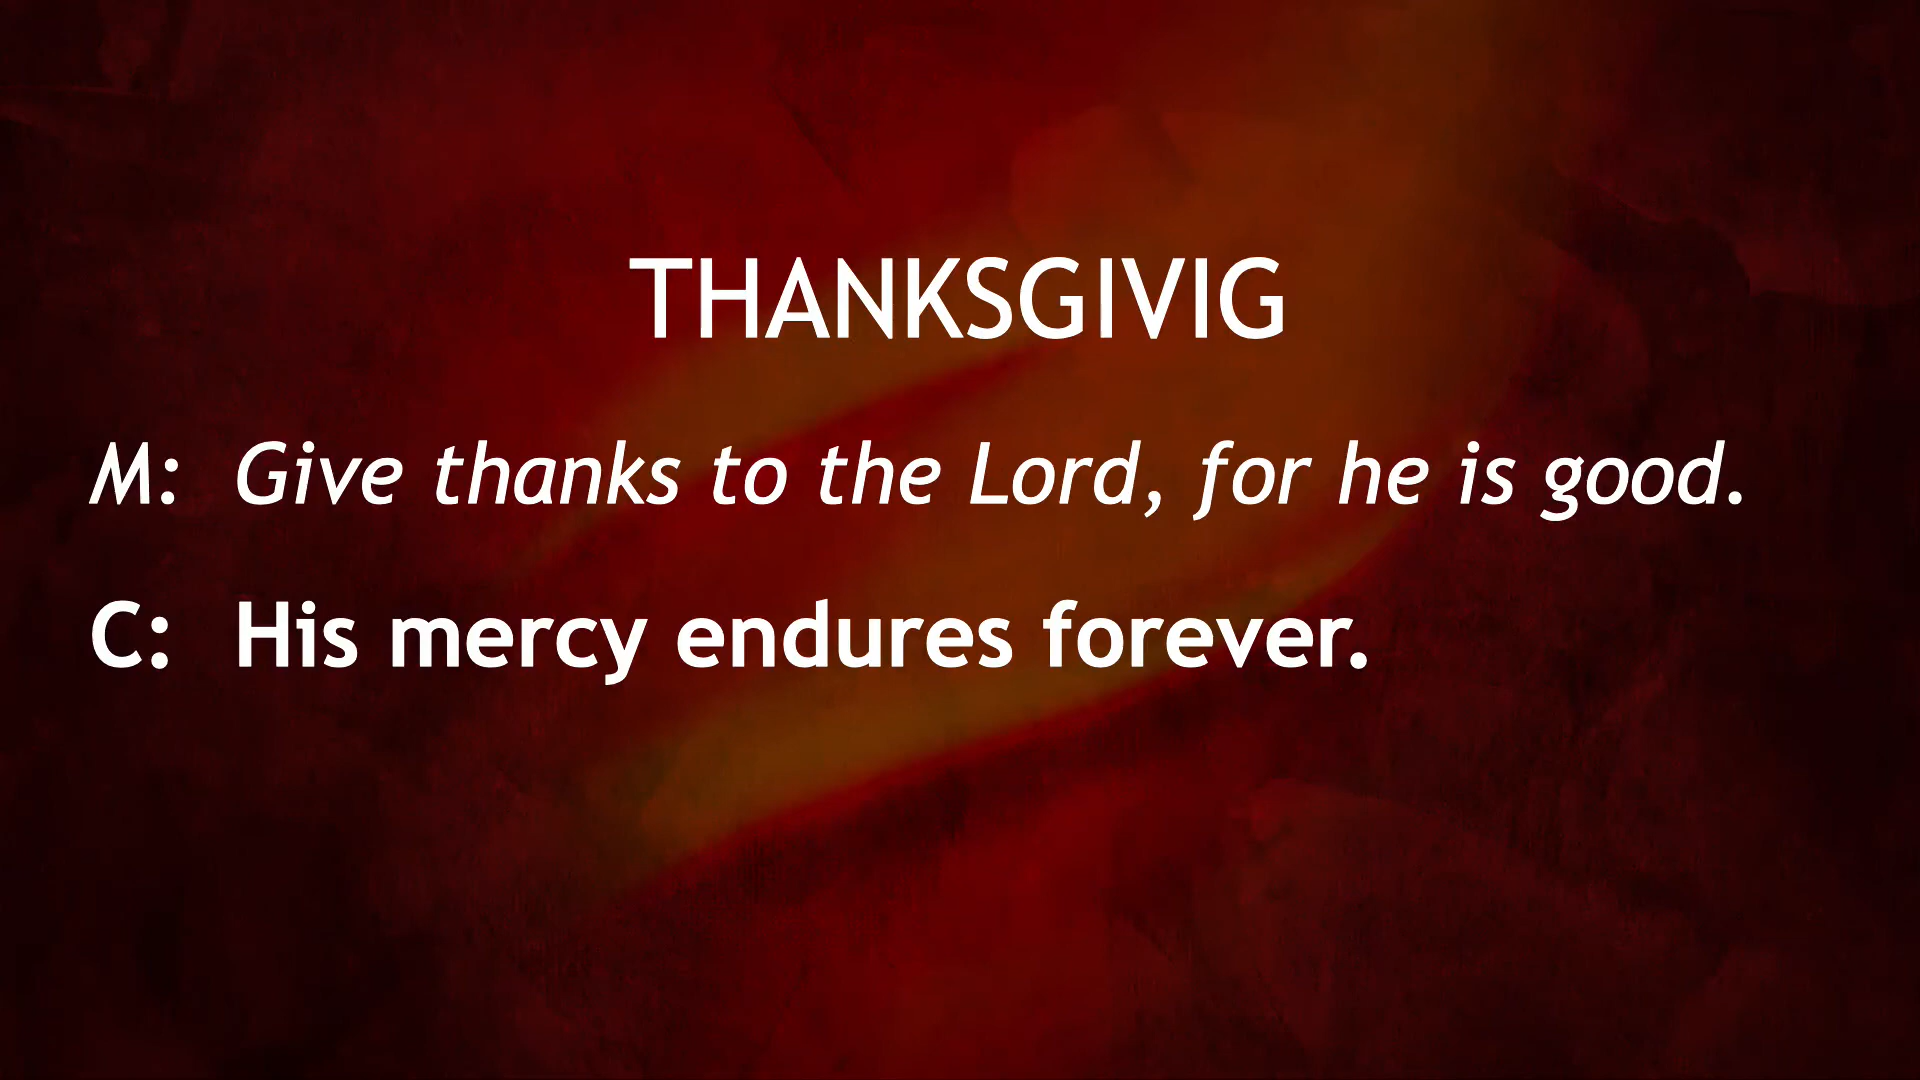 THANKSGIVIG
M: Give thanks to the Lord, for he is good.
C: His mercy endures forever.